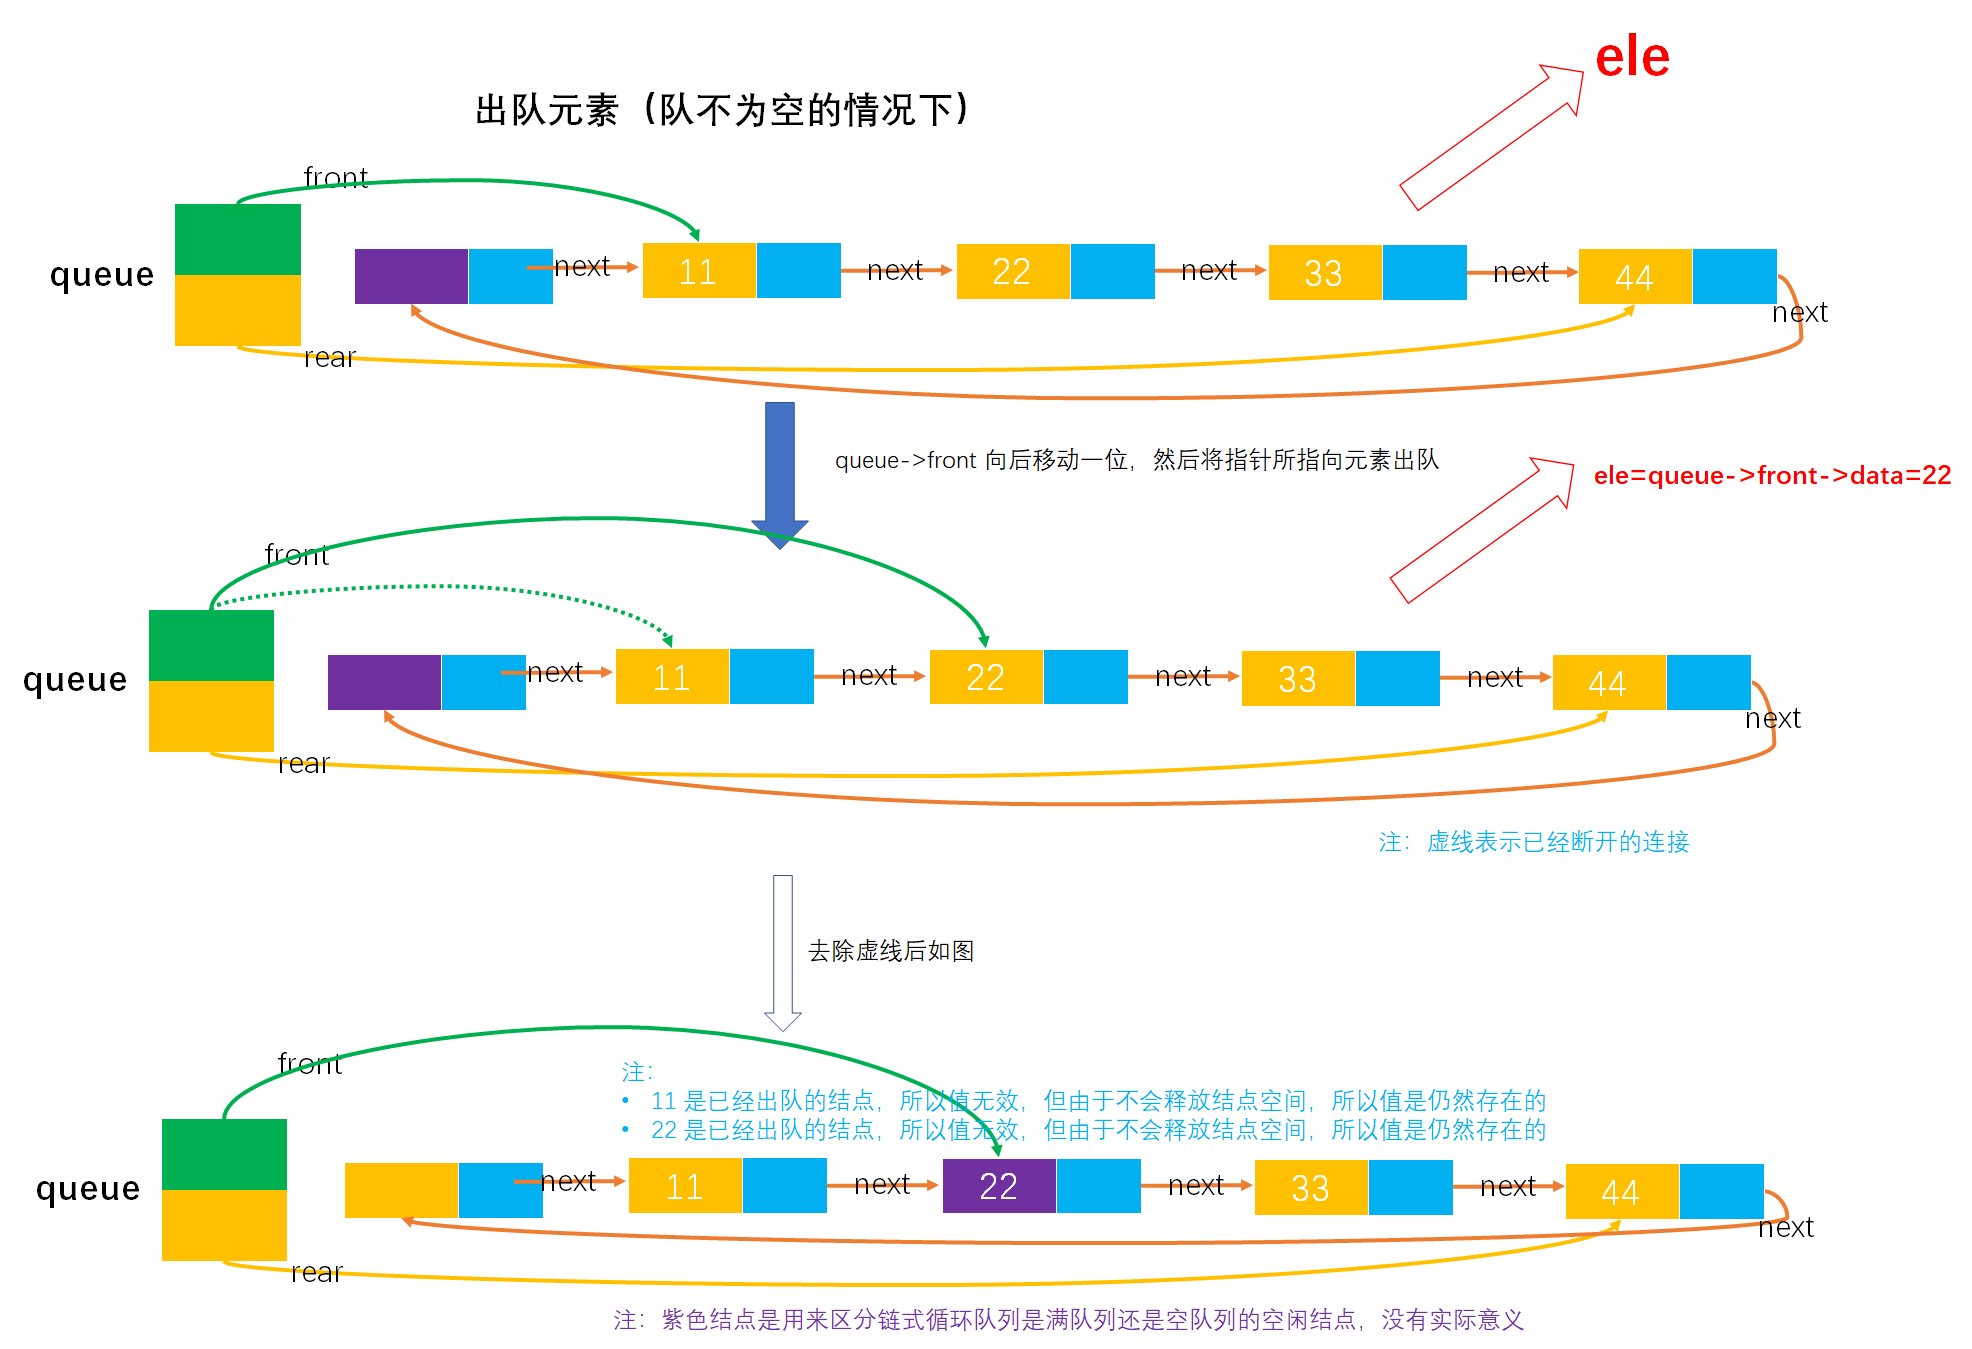 ele
出队元素（队不为空的情况下）
front
queue
next
11
next
22
next
33
next
44
next
rear
queue->front 向后移动一位，然后将指针所指向元素出队
ele=queue->front->data=22
front
queue
next
11
next
22
next
33
next
44
next
rear
注：虚线表示已经断开的连接
去除虚线后如图
front
注：
• 11 是已经出队的结点，所以值无效，但由于不会释放结点空间，所以值是仍然存在的
• 22 是已经出队的结点，所以值无效，但由于不会释放结点空间，所以值是仍然存在的
queue
next
11
next
22
next
33
next
44
next
rear
注：紫色结点是用来区分链式循环队列是满队列还是空队列的空闲结点，没有实际意义